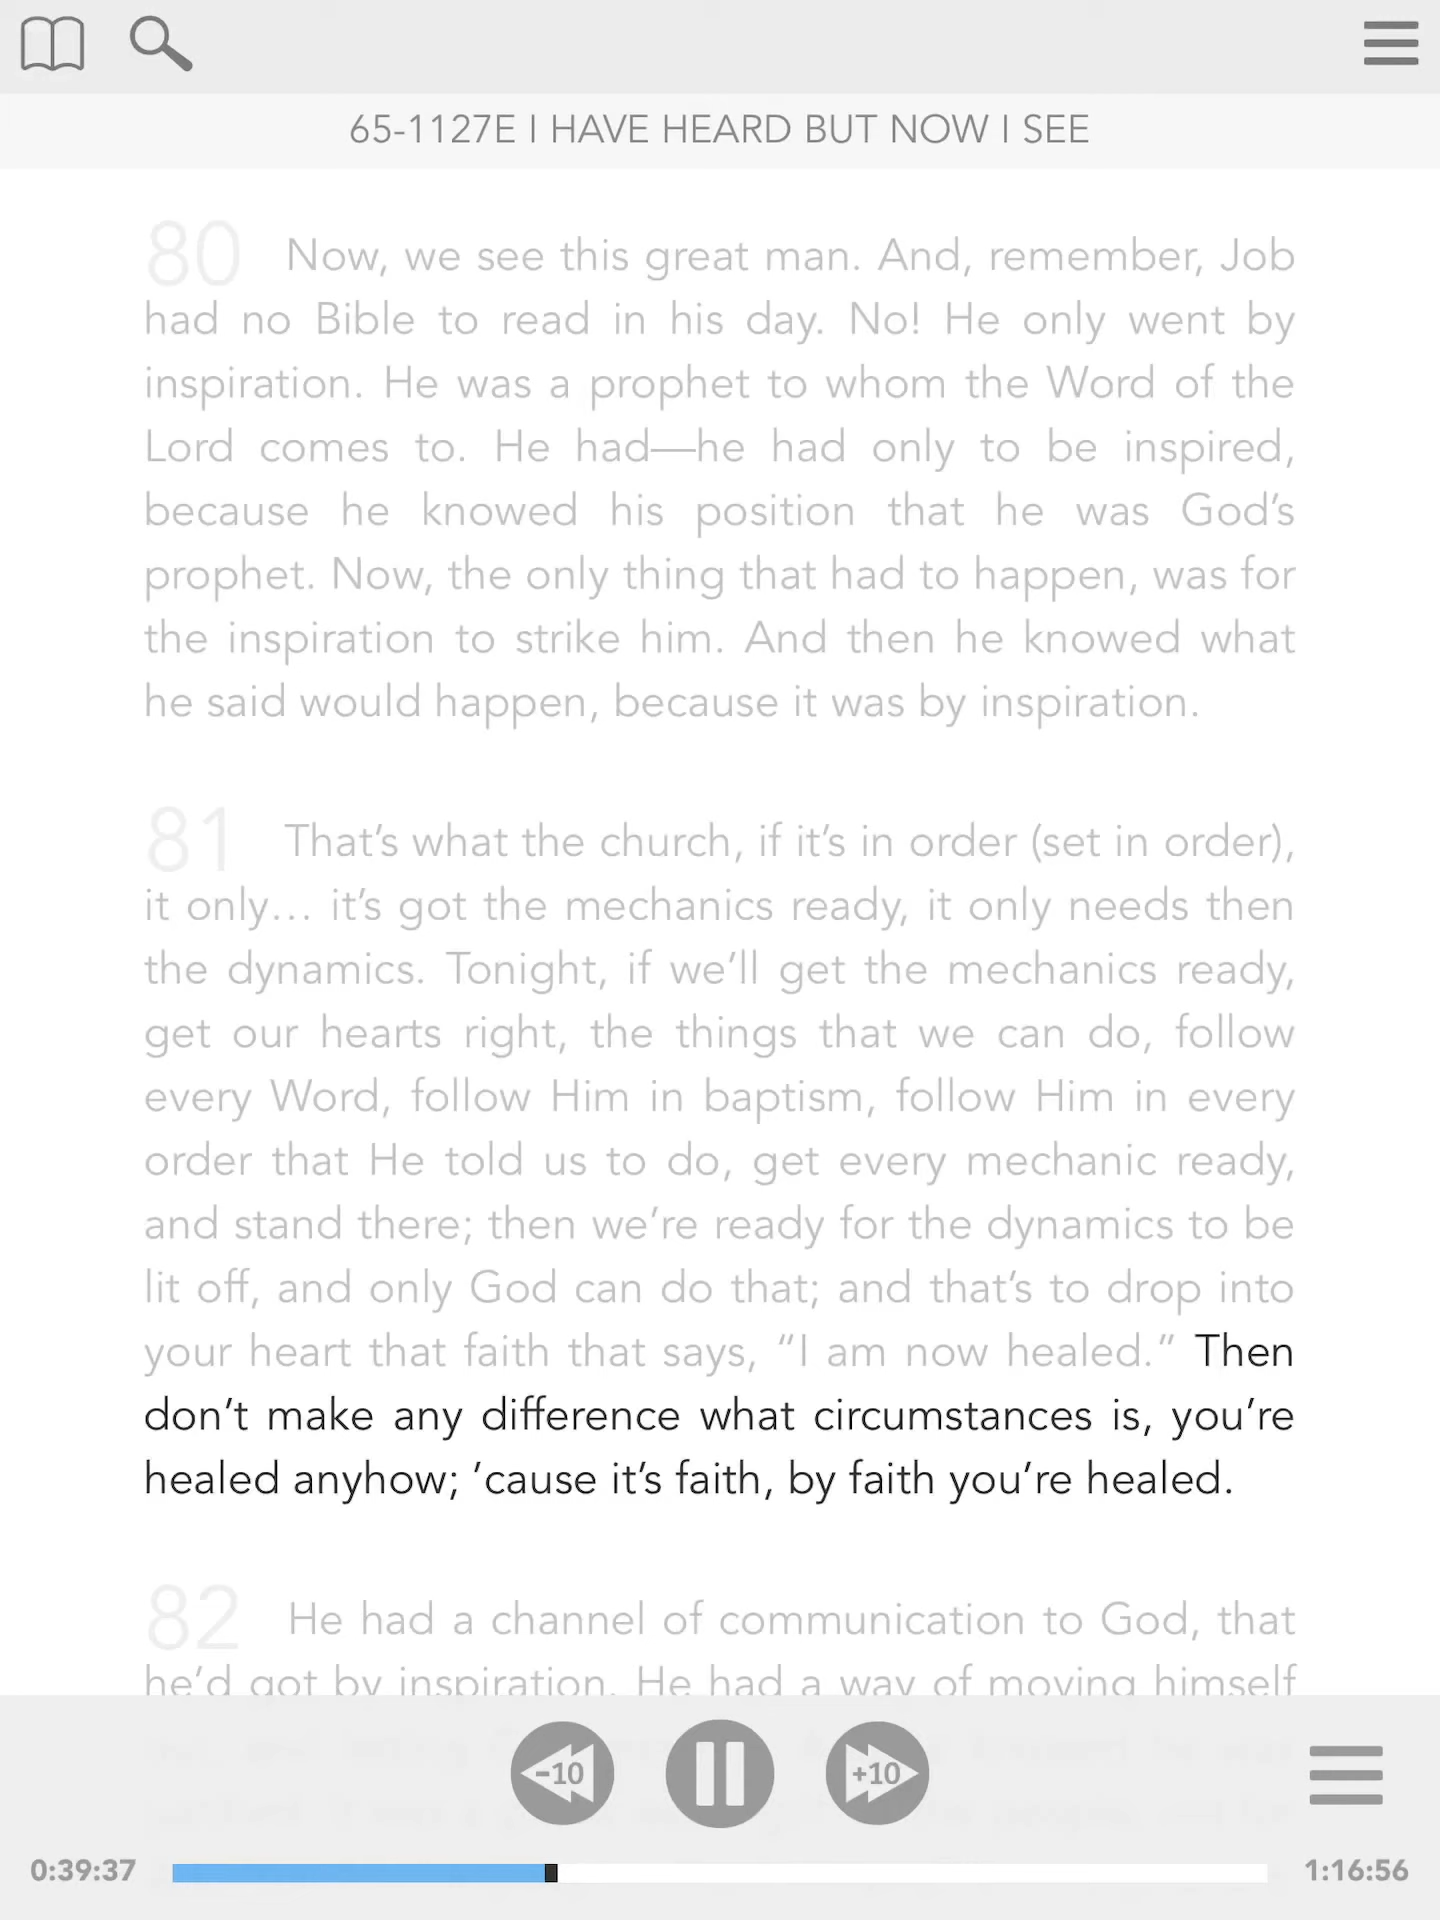 65-1127E I HAVE HEARD BUT NOW I SEE
80 Now, we see this great man. And, remember, Job
had no Bible to read in his day. No! He only went by
inspiration. He was a prophet to whom the Word of the
Lord comes to. He had—he had only to be inspired,
because he knowed his position that he was God’s
prophet. Now, the only thing that had to happen, was for
the inspiration to strike him. And then he knowed what
he said would happen, because it was by inspiration.
81 That’s what the church, if it’s in order (set in order),
it only… it’s got the mechanics ready, it only needs then
the dynamics. Tonight, if we’ll get the mechanics ready,
get our hearts right, the things that we can do, follow
every Word, follow Him in baptism, follow Him in every
order that He told us to do, get every mechanic ready,
and stand there; then we’re ready for the dynamics to be
lit off, and only God can do that; and that’s to drop into
your heart that faith that says, “I am now healed.” Then
don’t make any difference what circumstances is, you’re
healed anyhow; ’cause it’s faith, by faith you’re healed.
82 He had a channel of communication to God, that
he’d got by inspiration. He had a way of moving himself
-10 +10
0:39:37 1:16:56